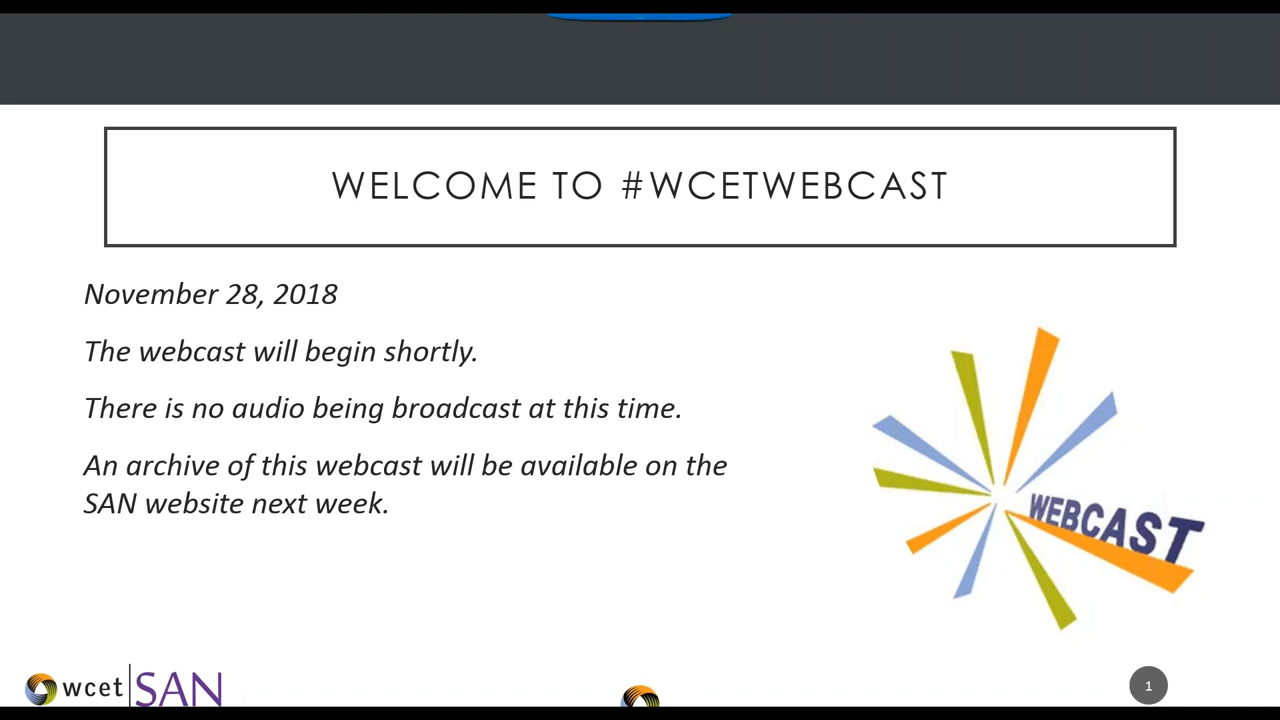 WELCOME TO #WCETWEBCAST
November 28, 2018
The webcast will begin shortly.
There is no audio being broadcast at this time.
An archive of this webcast will be available on the
SAN website next week.
WEBCAST
wcet SAN
1